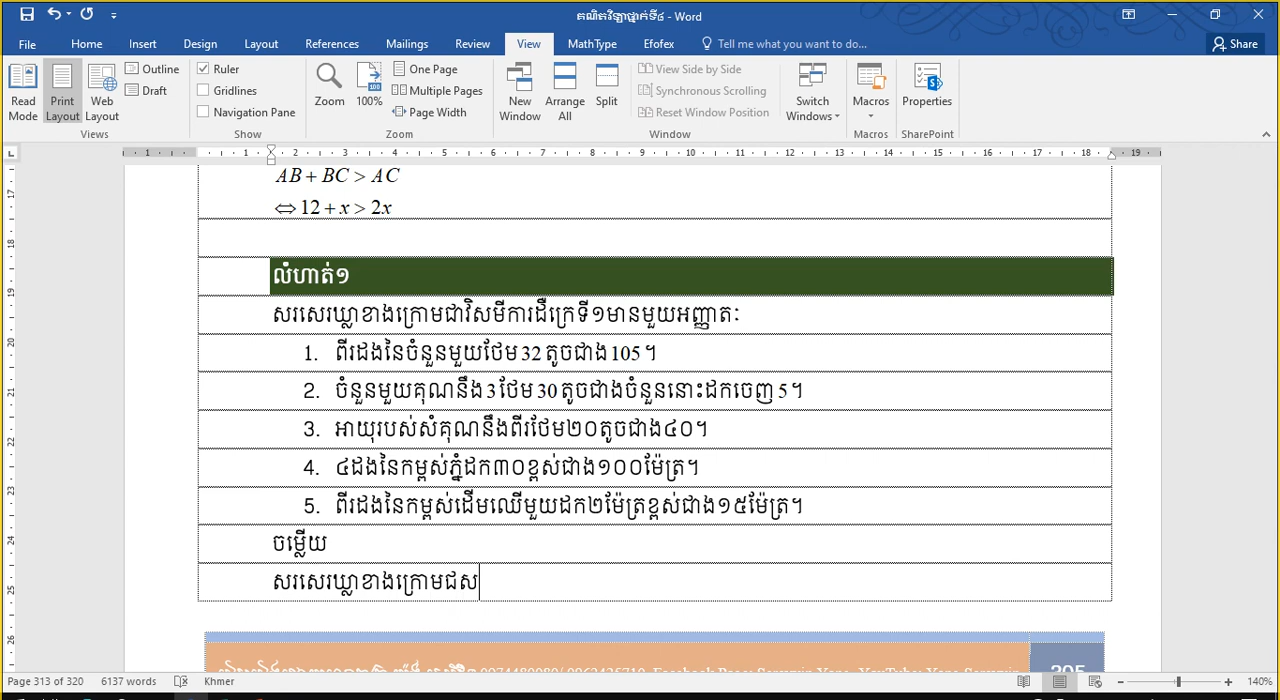 គណិតវិទ្យាថ្នាក់ទី៨ - Word
File Home Insert Design Layout References Mailings Review View MathType Efofex Tell me what you want to do... Share
Read Mode
Print Layout
Web Layout
Outline
Draft
Views
Ruler
Gridlines
Navigation Pane
Show
Zoom
100%
One Page
Multiple Pages
Page Width
Zoom
New Window
Arrange All
Split
View Side by Side
Synchronous Scrolling
Reset Window Position
Switch Windows
Window
Macros
Macros
Properties
SharePoint
AB + BC > AC
⇔ 12 + x > 2x
លំហាត់១
សរសេរឃ្លាខាងក្រោមជាវិសមីការដឺក្រេទី១មានមួយអញ្ញាតៈ
1. ពីរដងនៃចំនួនមួយថែម 32 តូចជាង 105 ។
2. ចំនួនមួយគុណនឹង 3 ថែម 30 តូចជាងចំនួននោះដកចេញ 5 ។
3. អាយុរបស់សំគុណនឹងពីរថែម២០តូចជាង៤០។
4. ៤ដងនៃកម្ពស់ភ្នំដក៣០ខ្ពស់ជាង១០០ម៉ែត្រ។
5. ពីរដងនៃកម្ពស់ដើមឈើមួយដក២ម៉ែត្រខ្ពស់ជាង១៥ម៉ែត្រ។
ចម្លើយ
សរសេរឃ្លាខាងក្រោមជស
Page 313 of 320 6137 words Khmer 140%